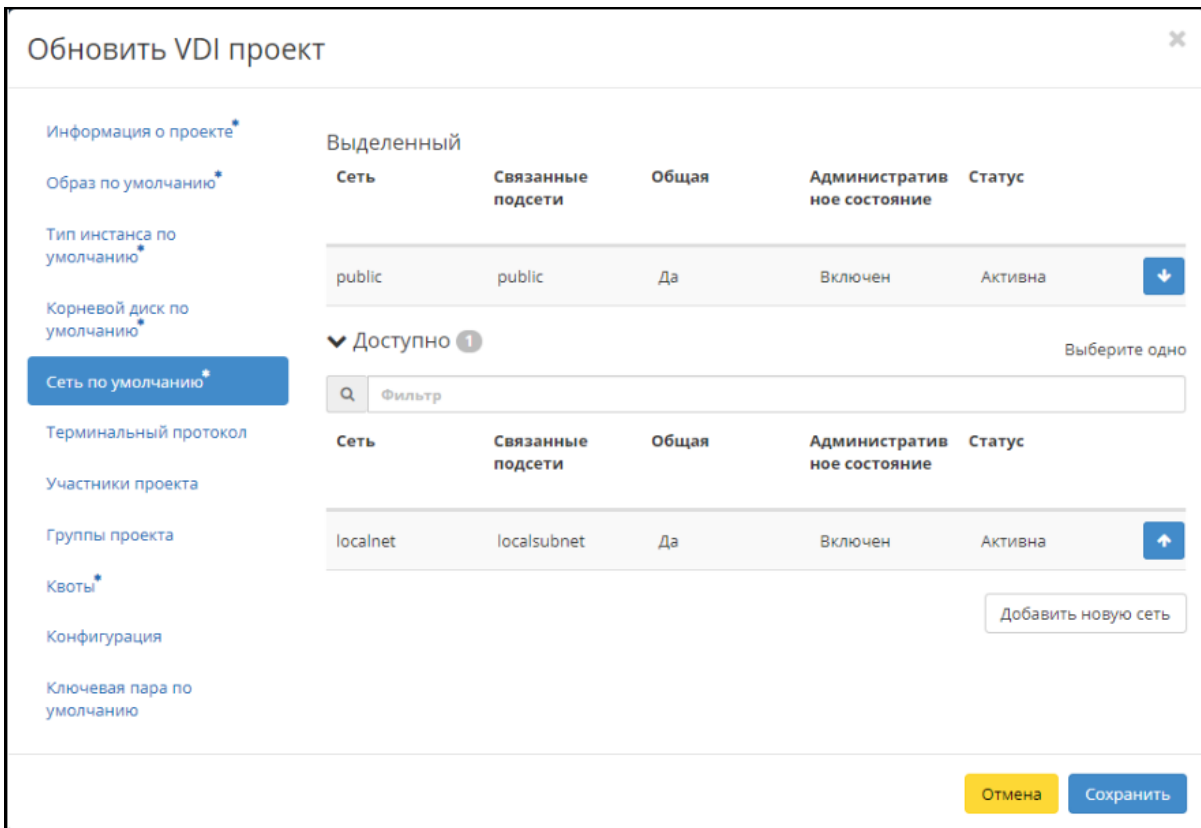 Обновить VDI проект
×
Информация о проекте*
Образ по умолчанию*
Тип инстанса по
умолчанию*
Корневой диск по
умолчанию*
Сеть по умолчанию*
Терминальный протокол
Участники проекта
Группы проекта
Квоты*
Конфигурация
Ключевая пара по
умолчанию
Выделенный
Сеть Связанные Общая Административ Статус
подсети ное состояние
public public Да Включен Активна
Доступно 1
Выберите одно
Фильтр
Сеть Связанные Общая Административ Статус
подсети ное состояние
localnet localsubnet Да Включен Активна
Добавить новую сеть
Отмена Сохранить